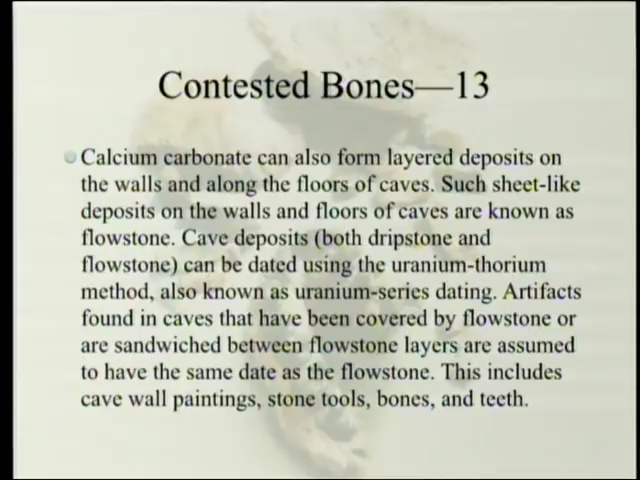 Contested Bones—13
Calcium carbonate can also form layered deposits on
the walls and along the floors of caves. Such sheet-like
deposits on the walls and floors of caves are known as
flowstone. Cave deposits (both dripstone and
flowstone) can be dated using the uranium-thorium
method, also known as uranium-series dating. Artifacts
found in caves that have been covered by flowstone or
are sandwiched between flowstone layers are assumed
to have the same date as the flowstone. This includes
cave wall paintings, stone tools, bones, and teeth.